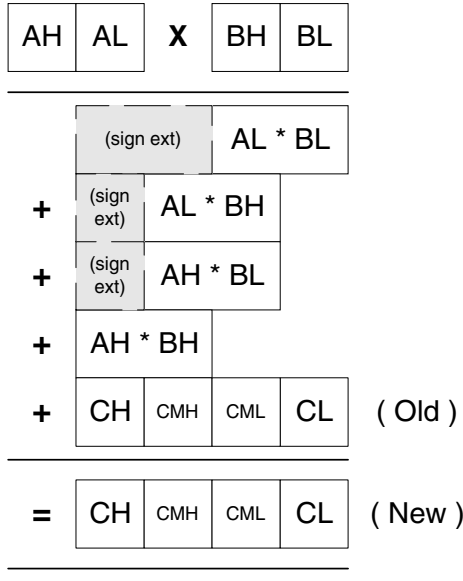 AH AL X BH BL
(sign ext) AL * BL
+ (sign ext) AL * BH
+ (sign ext) AH * BL
+ AH * BH
+ CH CMH CML CL ( Old )
= CH CMH CML CL ( New )